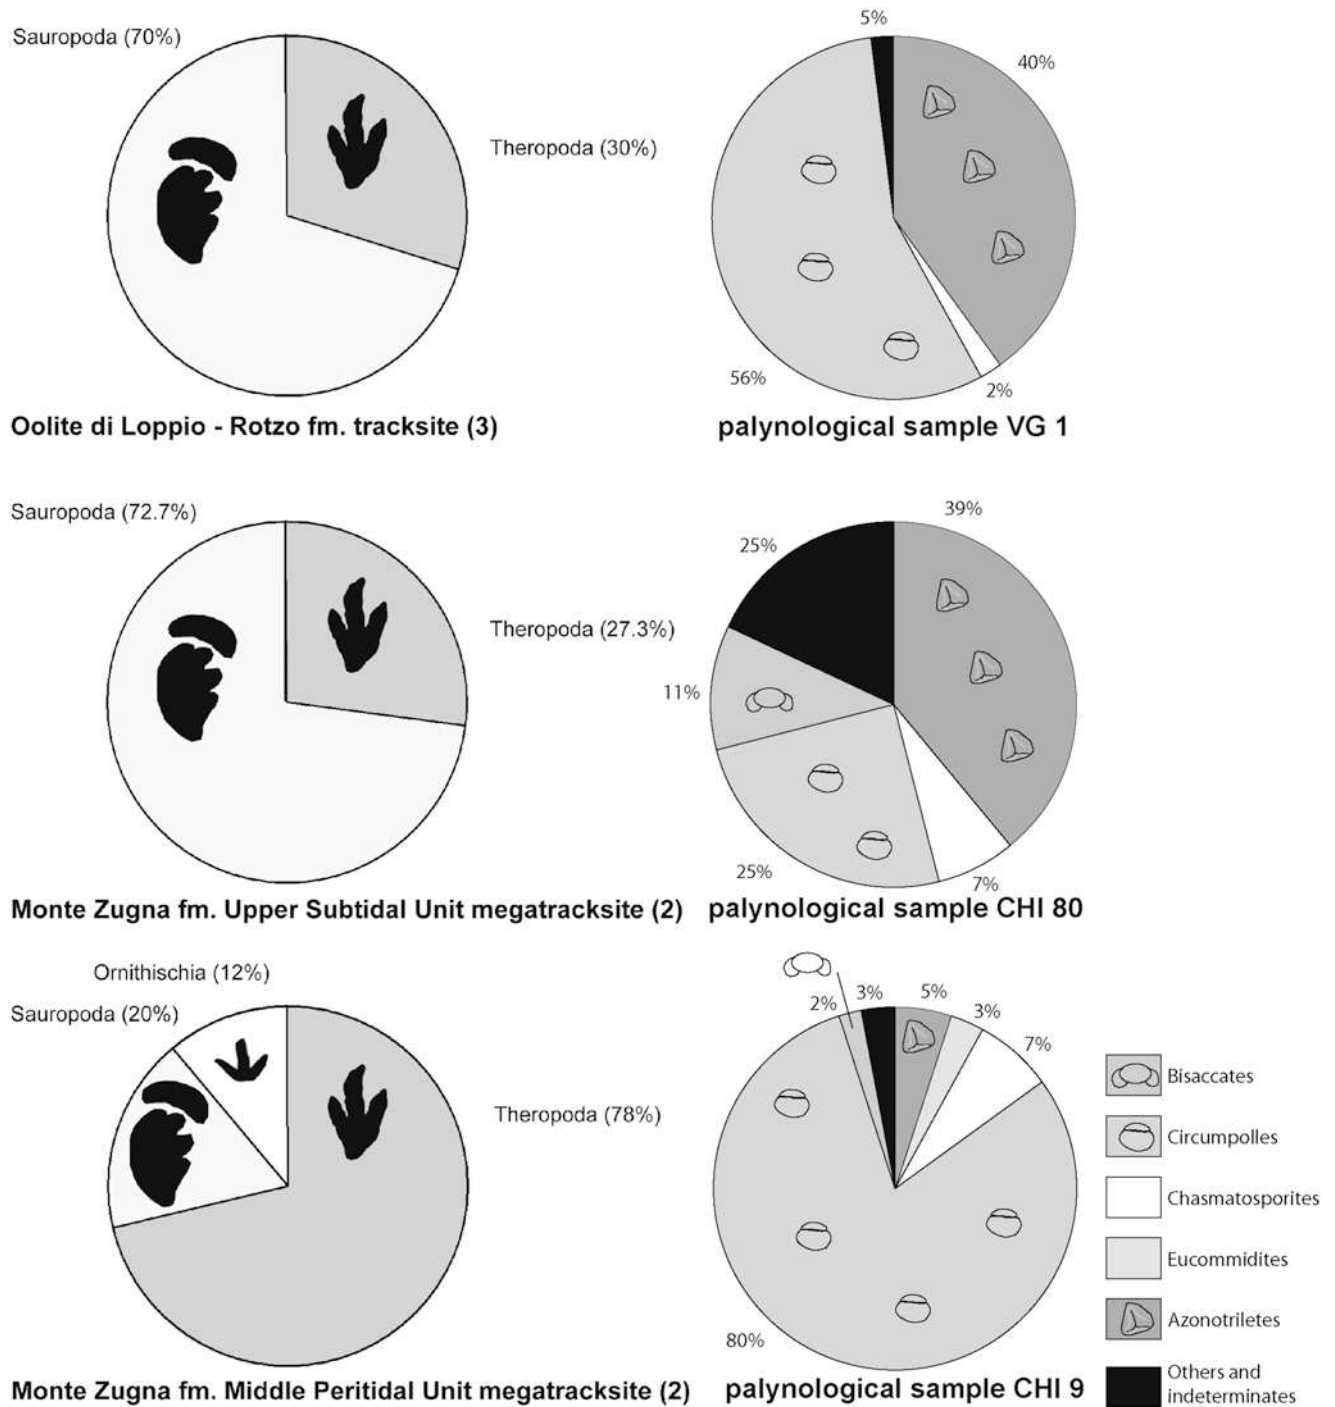 Sauropoda (70%)
Theropoda (30%)
Oolite di Loppio - Rotzo fm. tracksite (3)
5%
40%
56%
2%
palynological sample VG 1
Sauropoda (72.7%)
Theropoda (27.3%)
Monte Zugna fm. Upper Subtidal Unit megatracksite (2)
39%
25%
11%
25%
7%
palynological sample CHI 80
Ornithischia (12%)
Sauropoda (20%)
Theropoda (78%)
Monte Zugna fm. Middle Peritidal Unit megatracksite (2)
2%
3%
5%
3%
7%
80%
palynological sample CHI 9
Bisaccates
Circumpolles
Chasmatosporites
Eucommidites
Azonotriletes
Others and
indeterminates